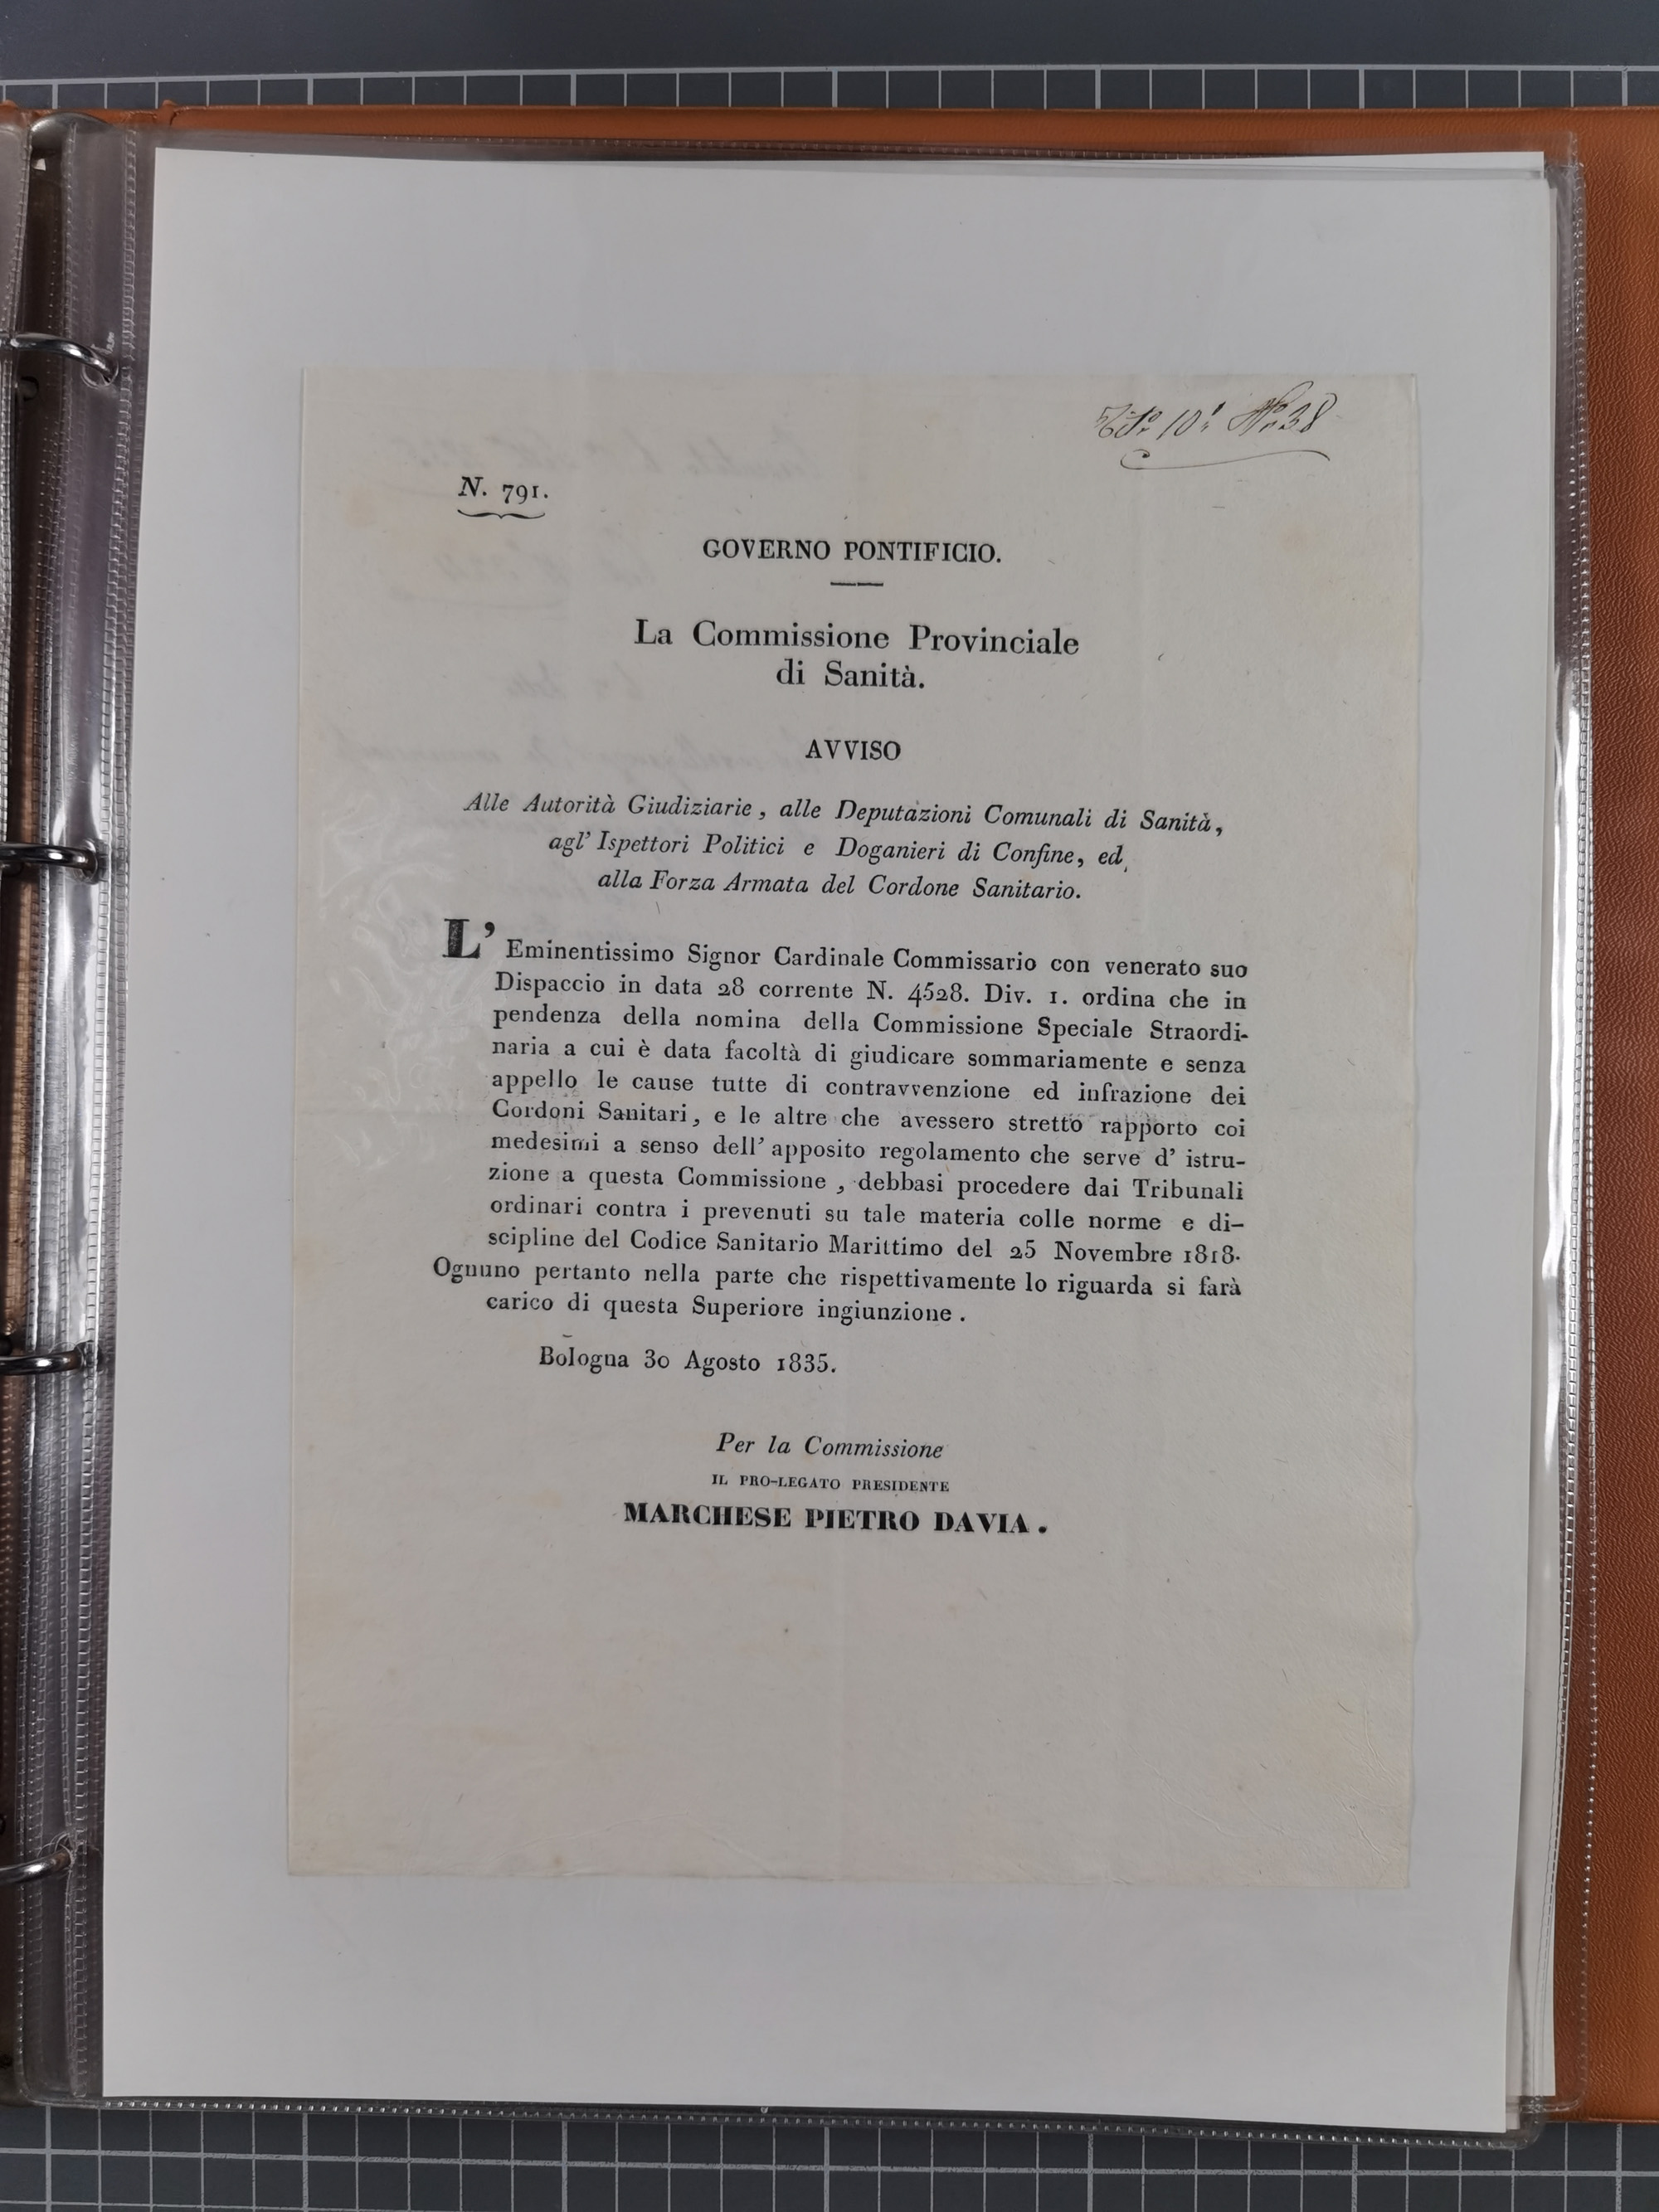 Tit.° 10.° N.° 38
N. 791.
GOVERNO PONTIFICIO.
La Commissione Provinciale
di Sanità.
AVVISO
Alle Autorità Giudiziarie, alle Deputazioni Comunali di Sanità,
agl' Ispettori Politici e Doganieri di Confine, ed
alla Forza Armata del Cordone Sanitario.
L' Eminentissimo Signor Cardinale Commissario con venerato suo
Dispaccio in data 28 corrente N. 4528. Div. 1. ordina che in
pendenza della nomina della Commissione Speciale Straordi-
naria a cui è data facoltà di giudicare sommariamente e senza
appello le cause tutte di contravvenzione ed infrazione dei
Cordoni Sanitari, e le altre che avessero stretto rapporto coi
medesimi a senso dell' apposito regolamento che serve d' istru-
zione a questa Commissione, debbasi procedere dai Tribunali
ordinari contra i prevenuti su tale materia colle norme e di-
scipline del Codice Sanitario Marittimo del 25 Novembre 1818.
Ognuno pertanto nella parte che rispettivamente lo riguarda si farà
carico di questa Superiore ingiunzione.
Bologna 30 Agosto 1835.
Per la Commissione
IL PRO-LEGATO PRESIDENTE
MARCHESE PIETRO DAVIA.